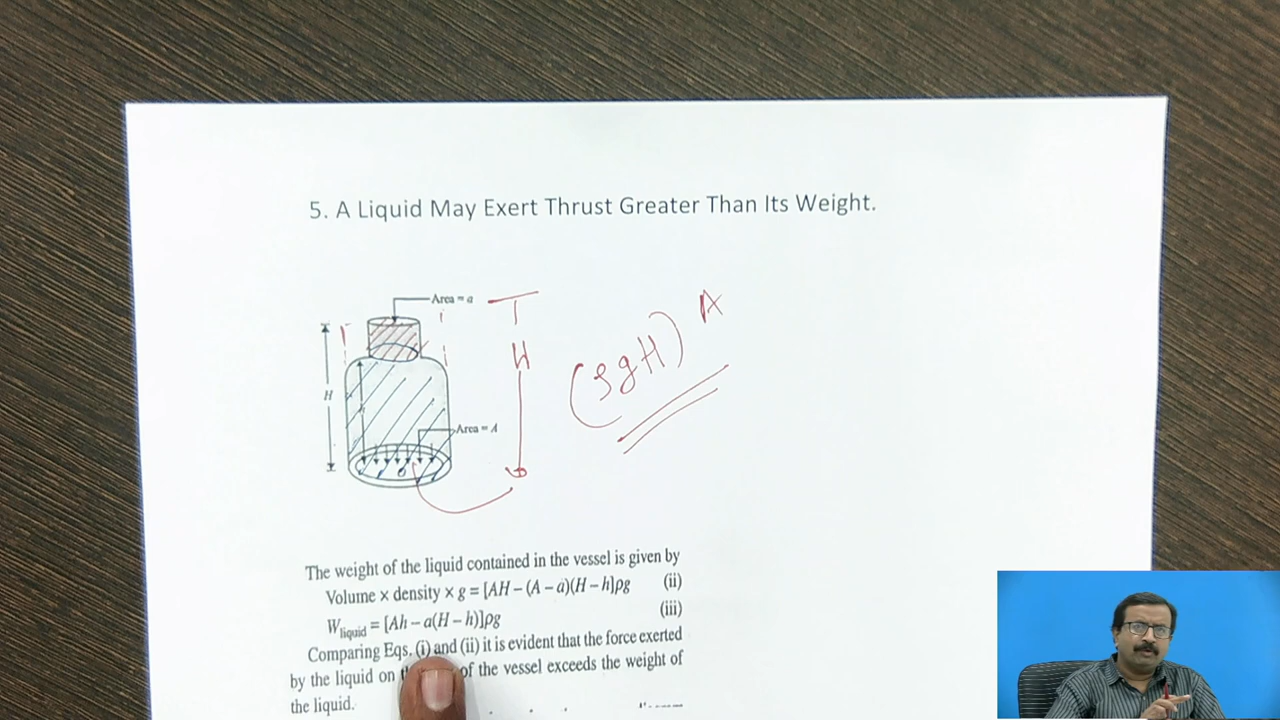 5. A Liquid May Exert Thrust Greater Than Its Weight.
Area = a
H
H
(ρgH) A
Area = A
The weight of the liquid contained in the vessel is given by
Volume × density × g = [AH − (A − a)(H − h]ρg (ii)
W liquid = [Ah − a(H − h)]ρg (iii)
Comparing Eqs. (i) and (ii) it is evident that the force exerted
by the liquid on of the vessel exceeds the weight of
the liquid.